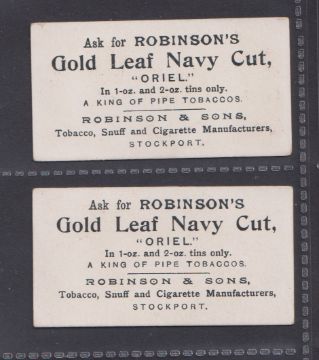 Ask for ROBINSON'S
Gold Leaf Navy Cut,
"ORIEL."
In 1-oz. and 2-oz. tins only.
A KING OF PIPE TOBACCOS.
ROBINSON & SONS,
Tobacco, Snuff and Cigarette Manufacturers,
STOCKPORT.
Ask for ROBINSON'S
Gold Leaf Navy Cut,
"ORIEL."
In 1-oz. and 2-oz. tins only.
A KING OF PIPE TOBACCOS.
ROBINSON & SONS,
Tobacco, Snuff and Cigarette Manufacturers,
STOCKPORT.